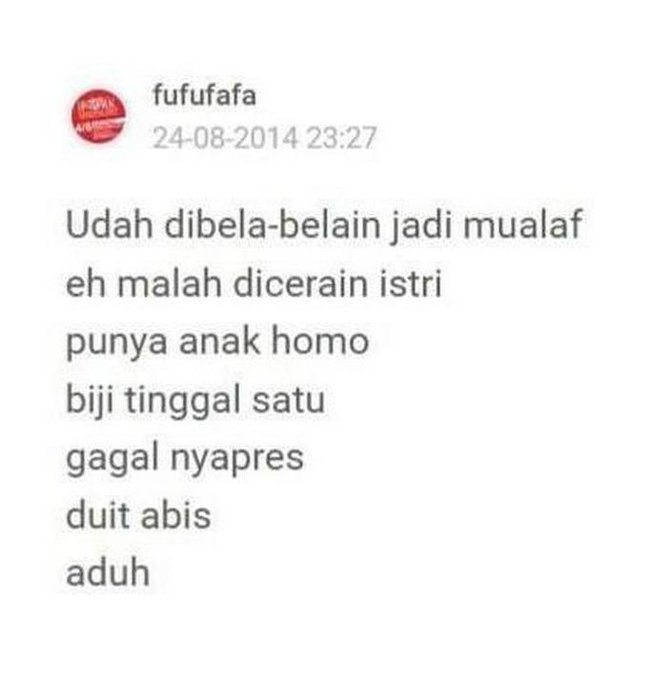 fufufafa
24-08-2014 23:27
Udah dibela-belain jadi mualaf
eh malah dicerain istri
punya anak homo
biji tinggal satu
gagal nyapres
duit abis
aduh